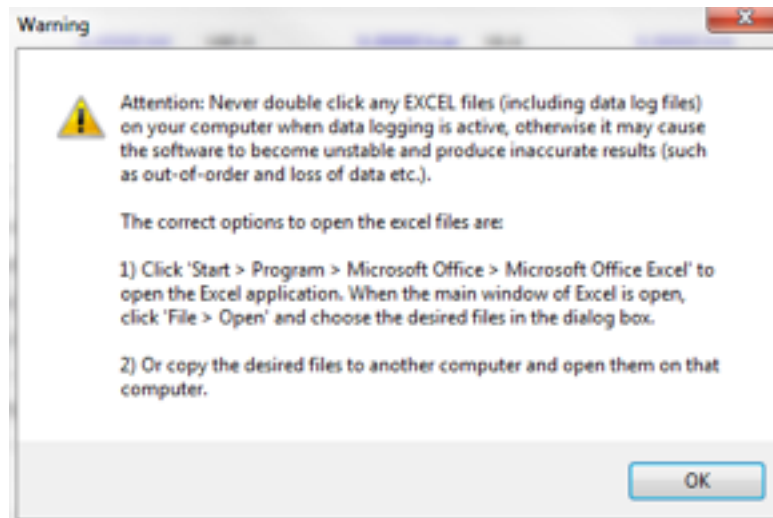 Warning
Attention: Never double click any EXCEL files (including data log files)
on your computer when data logging is active, otherwise it may cause
the software to become unstable and produce inaccurate results (such
as out-of-order and loss of data etc.).
The correct options to open the excel files are:
1) Click 'Start > Program > Microsoft Office > Microsoft Office Excel' to
open the Excel application. When the main window of Excel is open,
click 'File > Open' and choose the desired files in the dialog box.
2) Or copy the desired files to another computer and open them on that
computer.
OK